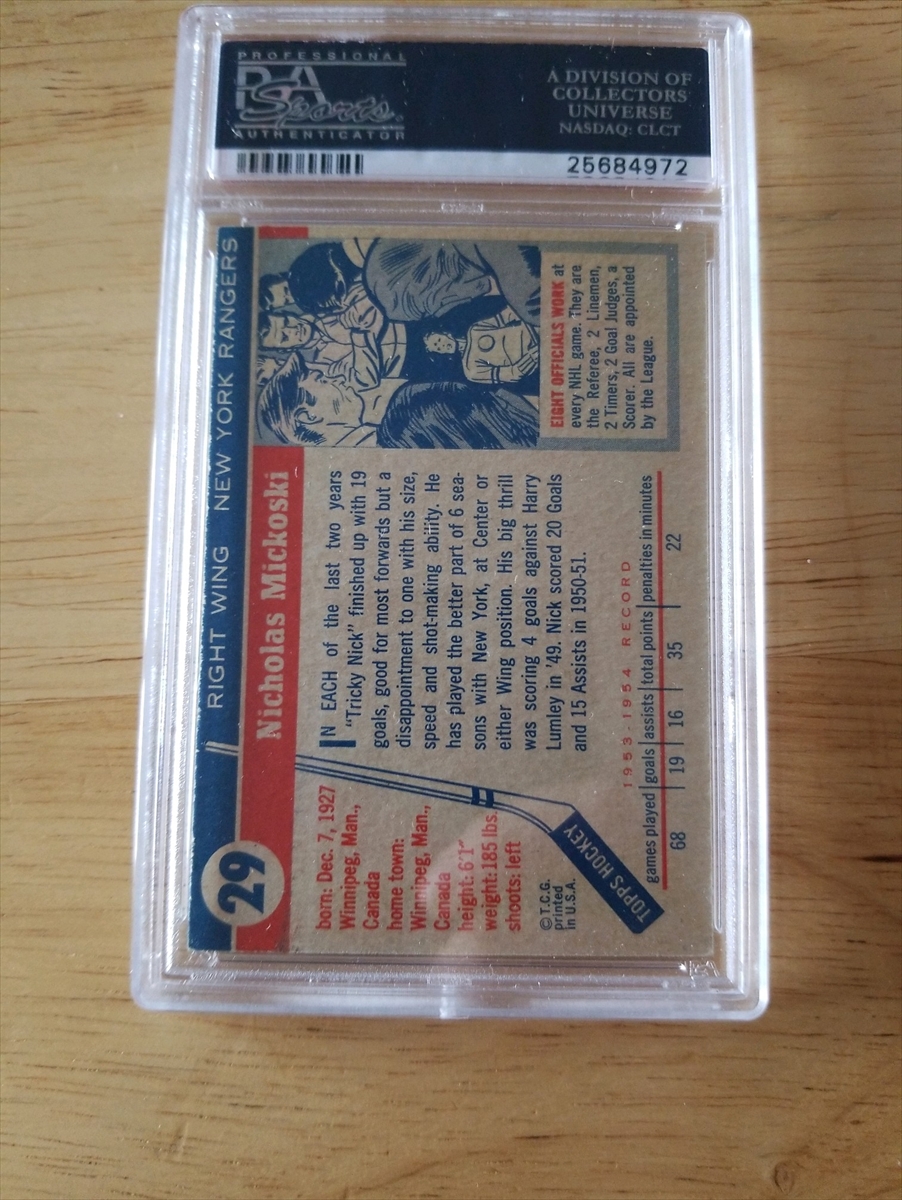 PROFESSIONAL
PSA
Sports.
AUTHENTICATOR
A DIVISION OF
COLLECTORS
UNIVERSE
NASDAQ: CLCT
25684972
29
RIGHT WING NEW YORK RANGERS
Nicholas Mickoski
born: Dec. 7, 1927
Winnipeg, Man.,
Canada
home town:
Winnipeg, Man.,
Canada
height: 6'1"
weight: 185 lbs.
shoots: left
© T.C.G.
printed
in U.S.A.
TOPPS HOCKEY
IN EACH of the last two years
"Tricky Nick" finished up with 19
goals, good for most forwards but a
disappointment to one with his size,
speed and shot-making ability. He
has played the better part of 6 sea-
sons with New York, at Center or
either Wing position. His big thrill
was scoring 4 goals against Harry
Lumley in '49. Nick scored 20 Goals
and 15 Assists in 1950-51.
EIGHT OFFICIALS WORK at
every NHL game. They are
the Referee, 2 Linemen,
2 Timers, 2 Goal Judges, a
Scorer. All are appointed
by the League.
1953-1954 RECORD
games played goals assists total points penalties in minutes
68 19 16 35 22